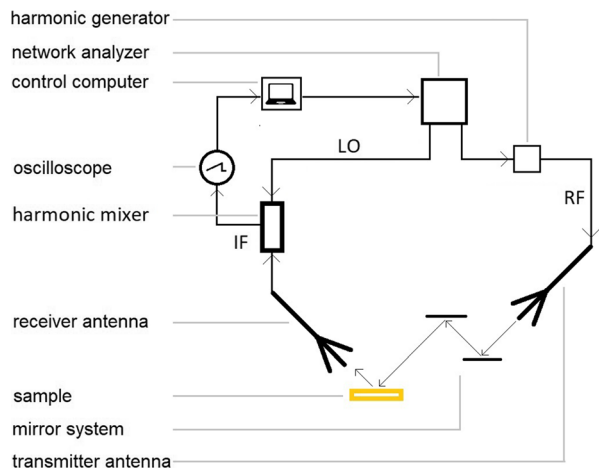 harmonic generator
network analyzer
control computer
LO
oscilloscope
RF
harmonic mixer
IF
receiver antenna
sample
mirror system
transmitter antenna